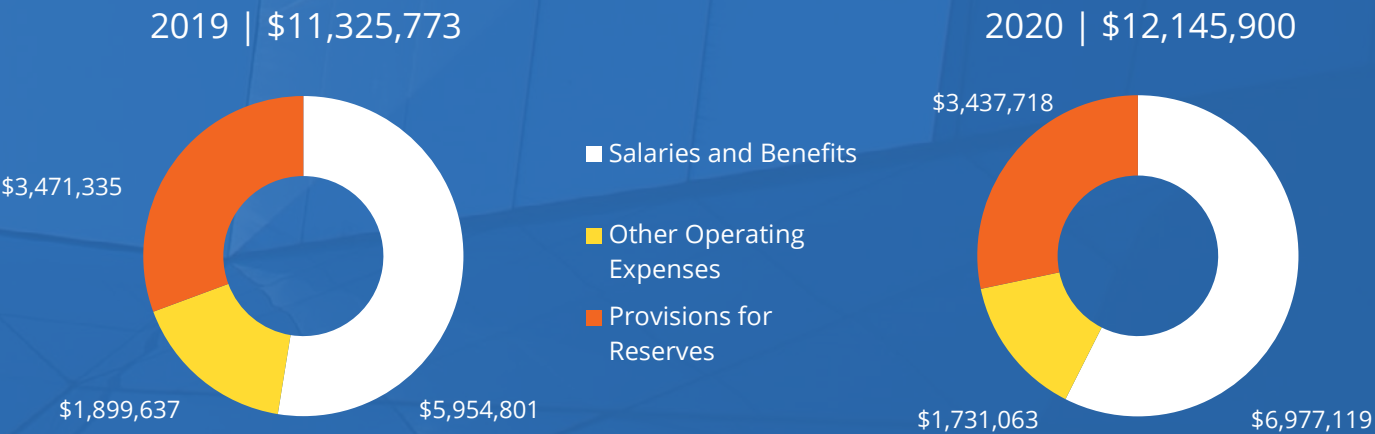 2019 | $11,325,773
$3,471,335
$1,899,637
$5,954,801
Salaries and Benefits
Other Operating
Expenses
Provisions for
Reserves
2020 | $12,145,900
$3,437,718
$1,731,063
$6,977,119